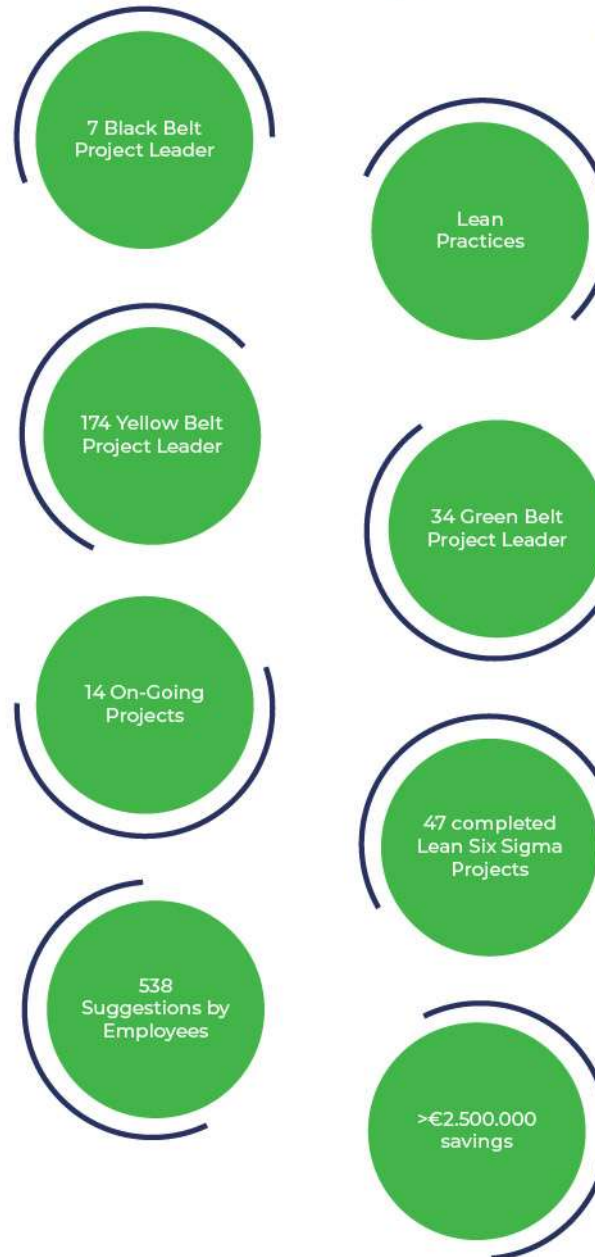 7 Black Belt
Project Leader
Lean
Practices
174 Yellow Belt
Project Leader
34 Green Belt
Project Leader
14 On-Going
Projects
47 completed
Lean Six Sigma
Projects
538
Suggestions by
Employees
>€2.500.000
savings